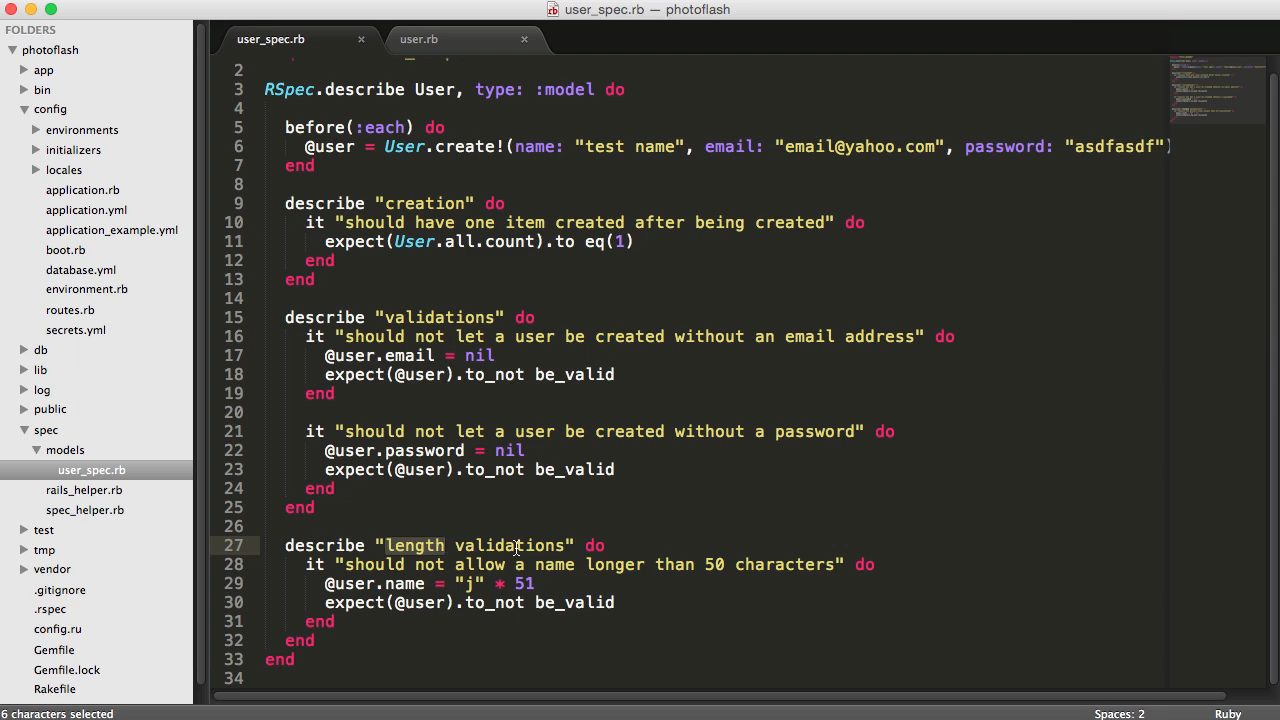 user_spec.rb — photoflash
FOLDERS
photoflash
app
bin
config
environments
initializers
locales
application.rb
application.yml
application_example.yml
boot.rb
database.yml
environment.rb
routes.rb
secrets.yml
db
lib
log
public
spec
models
user_spec.rb
rails_helper.rb
spec_helper.rb
test
tmp
vendor
.gitignore
.rspec
config.ru
Gemfile
Gemfile.lock
Rakefile
user_spec.rb × user.rb ×
2
3 RSpec.describe User, type: :model do
4
5 before(:each) do
6 @user = User.create!(name: "test name", email: "email@yahoo.com", password: "asdfasdf")
7 end
8
9 describe "creation" do
10 it "should have one item created after being created" do
11 expect(User.all.count).to eq(1)
12 end
13 end
14
15 describe "validations" do
16 it "should not let a user be created without an email address" do
17 @user.email = nil
18 expect(@user).to_not be_valid
19 end
20
21 it "should not let a user be created without a password" do
22 @user.password = nil
23 expect(@user).to_not be_valid
24 end
25 end
26
27 describe "length validations" do
28 it "should not allow a name longer than 50 characters" do
29 @user.name = "j" * 51
30 expect(@user).to_not be_valid
31 end
32 end
33 end
34
6 characters selected Spaces: 2 Ruby